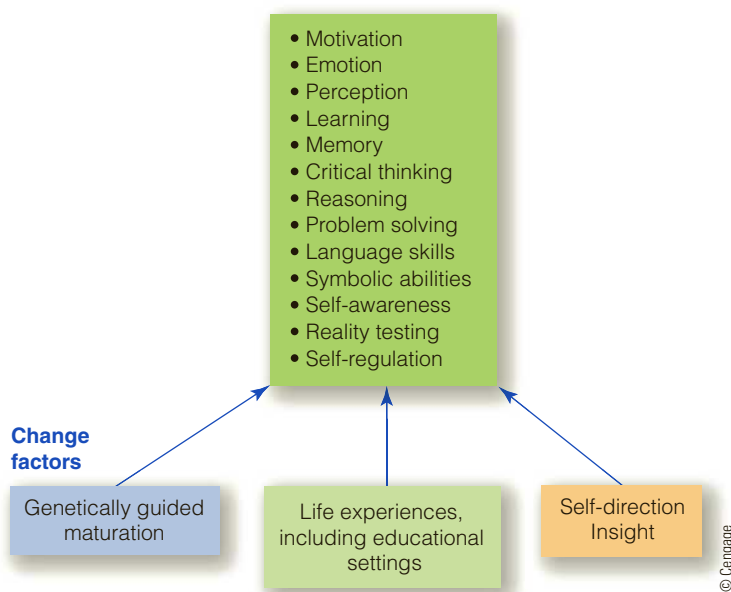 • Motivation
• Emotion
• Perception
• Learning
• Memory
• Critical thinking
• Reasoning
• Problem solving
• Language skills
• Symbolic abilities
• Self-awareness
• Reality testing
• Self-regulation
Change
factors
Genetically guided
maturation
Life experiences,
including educational
settings
Self-direction
Insight
© Cengage